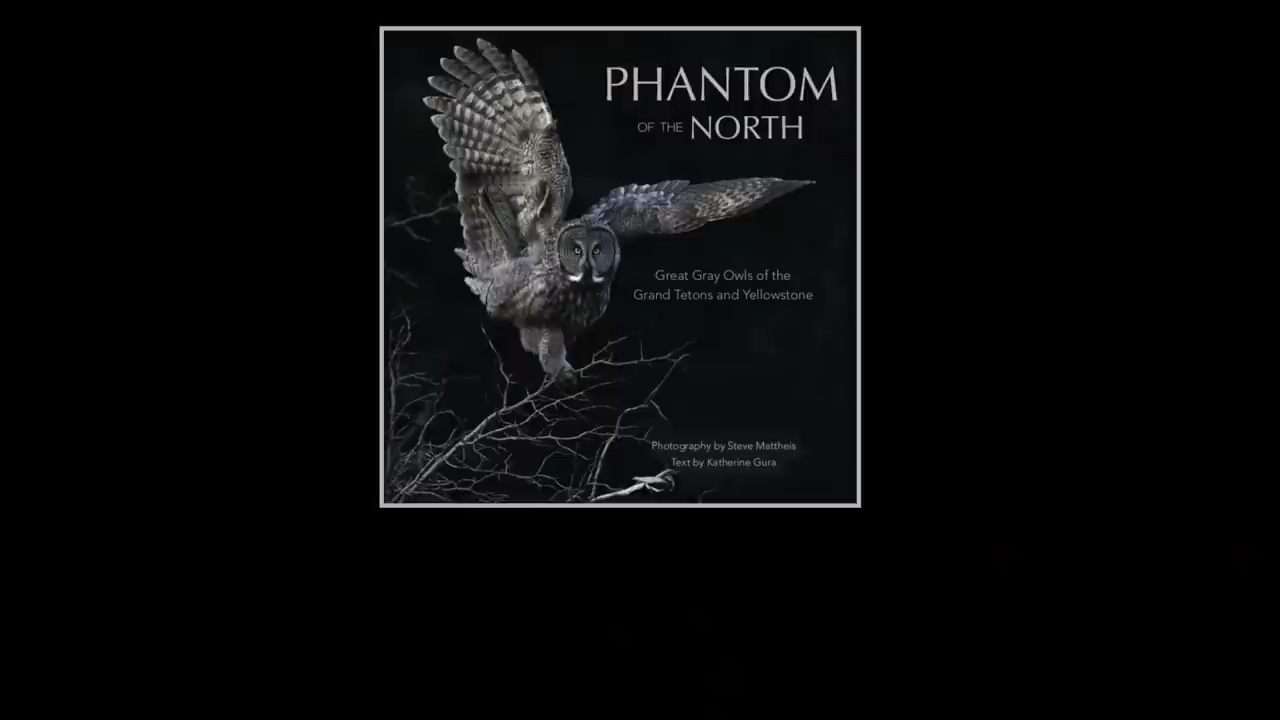 PHANTOM
OF THE NORTH
Great Gray Owls of the
Grand Tetons and Yellowstone
Photography by Steve Mattheis
Text by Katherine Gura